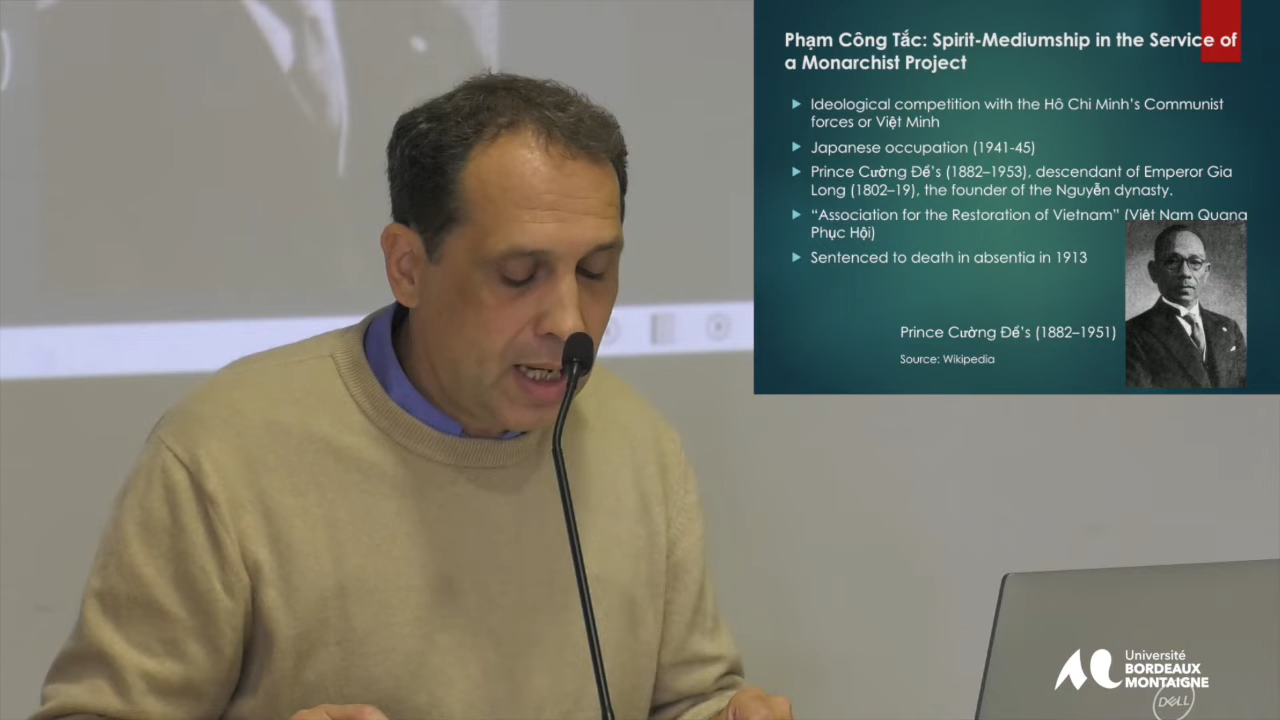 Phạm Công Tắc: Spirit-Mediumship in the Service of
a Monarchist Project
Ideological competition with the Hô Chi Minh's Communist
forces or Việt Minh
Japanese occupation (1941-45)
Prince Cường Để's (1882–1953), descendant of Emperor Gia
Long (1802–19), the founder of the Nguyễn dynasty.
"Association for the Restoration of Vietnam" (Việt Nam Quang
Phục Hội)
Sentenced to death in absentia in 1913
Prince Cường Để's (1882–1951)
Source: Wikipedia
Université
BORDEAUX
MONTAIGNE
DELL